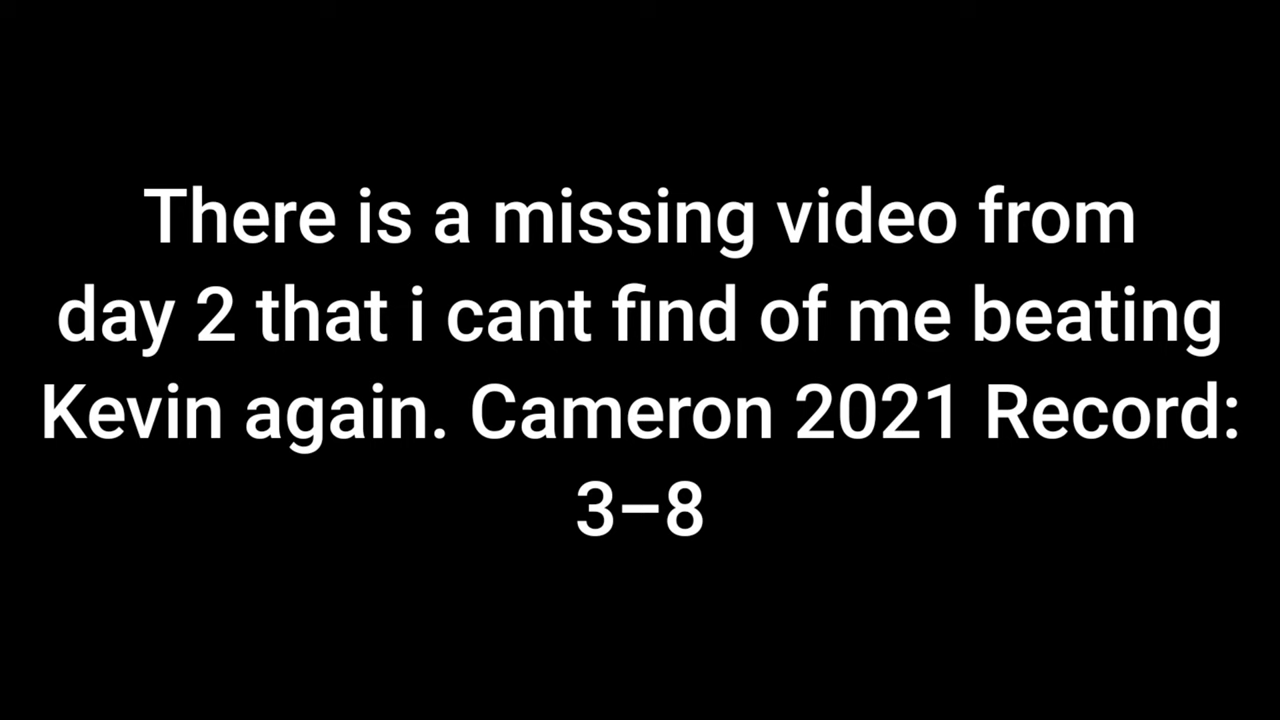 There is a missing video from
day 2 that i cant find of me beating
Kevin again. Cameron 2021 Record:
3–8